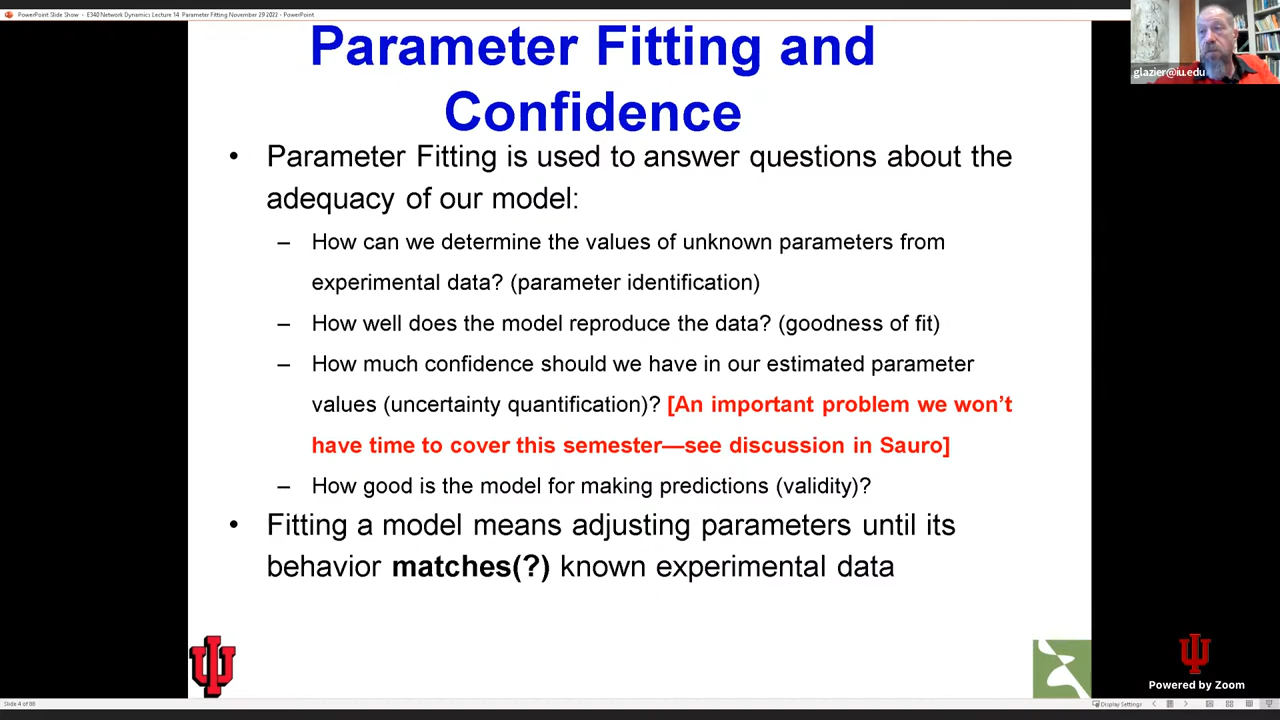 PowerPoint Slide Show - E340 Network Dynamics Lecture 14 Parameter Fitting November 29 2022 - PowerPoint
glazier@iu.edu
Parameter Fitting and
Confidence
• Parameter Fitting is used to answer questions about the
adequacy of our model:
– How can we determine the values of unknown parameters from
experimental data? (parameter identification)
– How well does the model reproduce the data? (goodness of fit)
– How much confidence should we have in our estimated parameter
values (uncertainty quantification)? [An important problem we won’t
have time to cover this semester—see discussion in Sauro]
– How good is the model for making predictions (validity)?
• Fitting a model means adjusting parameters until its
behavior matches(?) known experimental data
Powered by Zoom
Slide 4 of 88
Display Settings